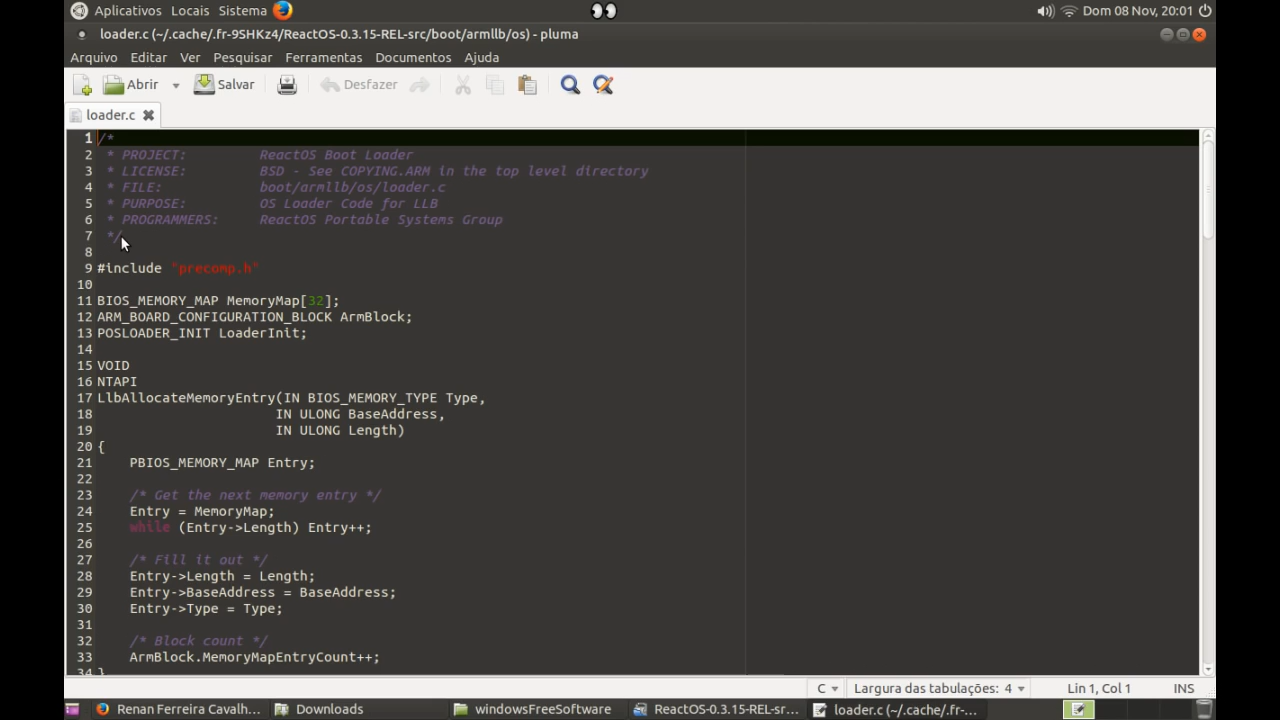 Aplicativos Locais Sistema Dom 08 Nov, 20:01
loader.c (~/.cache/.fr-9SHKz4/ReactOS-0.3.15-REL-src/boot/armllb/os) - pluma
Arquivo Editar Ver Pesquisar Ferramentas Documentos Ajuda
Abrir Salvar Desfazer
loader.c
1 /*
2 * PROJECT: ReactOS Boot Loader
3 * LICENSE: BSD - See COPYING.ARM in the top level directory
4 * FILE: boot/armllb/os/loader.c
5 * PURPOSE: OS Loader Code for LLB
6 * PROGRAMMERS: ReactOS Portable Systems Group
7 */
8
9 #include "precomp.h"
10
11 BIOS_MEMORY_MAP MemoryMap[32];
12 ARM_BOARD_CONFIGURATION_BLOCK ArmBlock;
13 POSLOADER_INIT LoaderInit;
14
15 VOID
16 NTAPI
17 LlbAllocateMemoryEntry(IN BIOS_MEMORY_TYPE Type,
18 IN ULONG BaseAddress,
19 IN ULONG Length)
20 {
21 PBIOS_MEMORY_MAP Entry;
22
23 /* Get the next memory entry */
24 Entry = MemoryMap;
25 while (Entry->Length) Entry++;
26
27 /* Fill it out */
28 Entry->Length = Length;
29 Entry->BaseAddress = BaseAddress;
30 Entry->Type = Type;
31
32 /* Block count */
33 ArmBlock.MemoryMapEntryCount++;
34 }
C Largura das tabulações: 4 Lin 1, Col 1 INS
Renan Ferreira Cavalh... Downloads windowsFreeSoftware ReactOS-0.3.15-REL-sr... loader.c (~/.cache/.fr-...